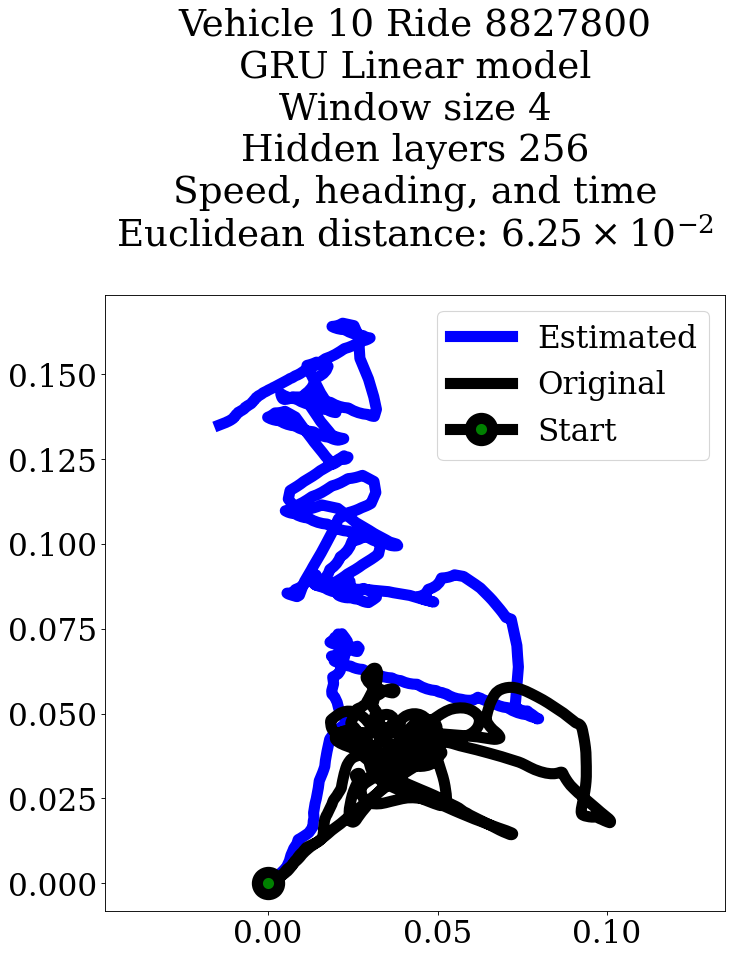 Vehicle 10 Ride 8827800
GRU Linear model
Window size 4
Hidden layers 256
Speed, heading, and time
Euclidean distance: 6.25 × 10⁻²
Estimated
Original
Start
0.150
0.125
0.100
0.075
0.050
0.025
0.000
0.00 0.05 0.10